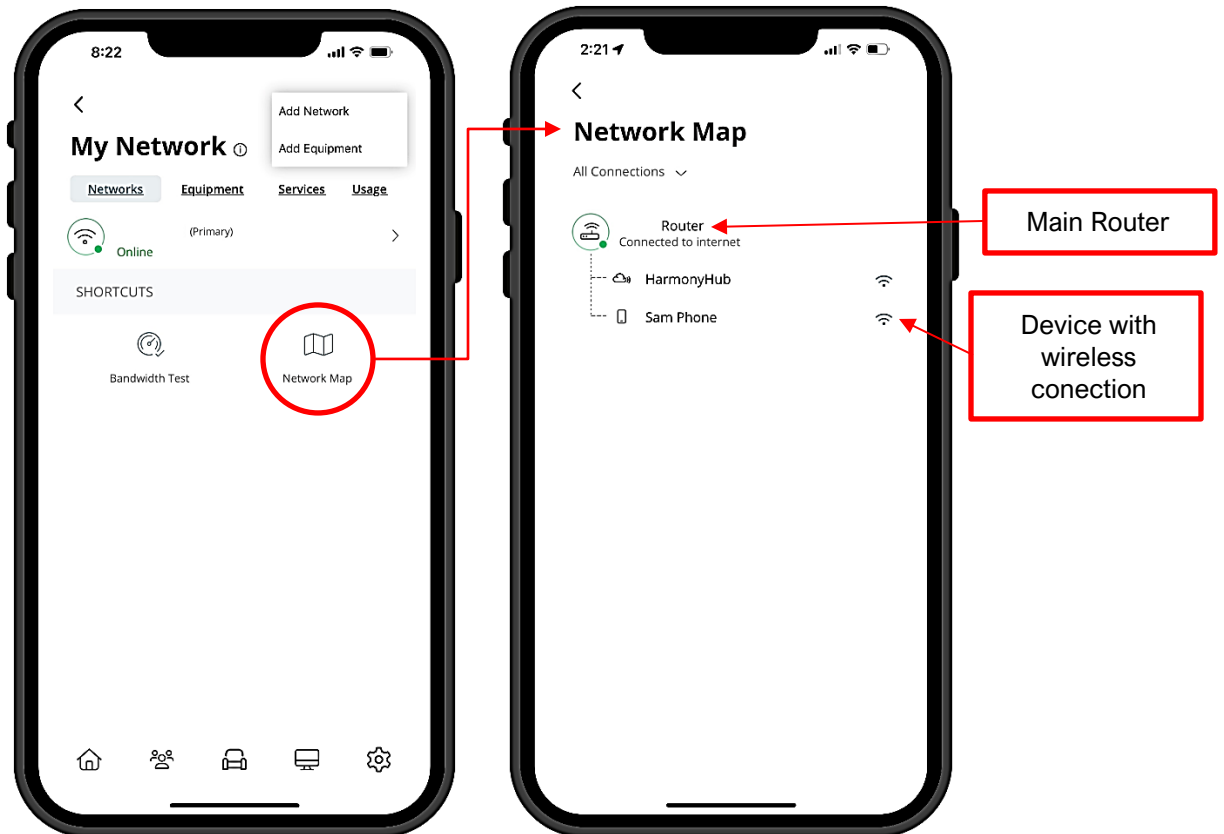 8:22
Add Network
Add Equipment
My Network
Networks Equipment Services Usage
(Primary)
Online
SHORTCUTS
Bandwidth Test
Network Map
2:21
Network Map
All Connections
Router
Connected to internet
HarmonyHub
Sam Phone
Main Router
Device with
wireless
conection